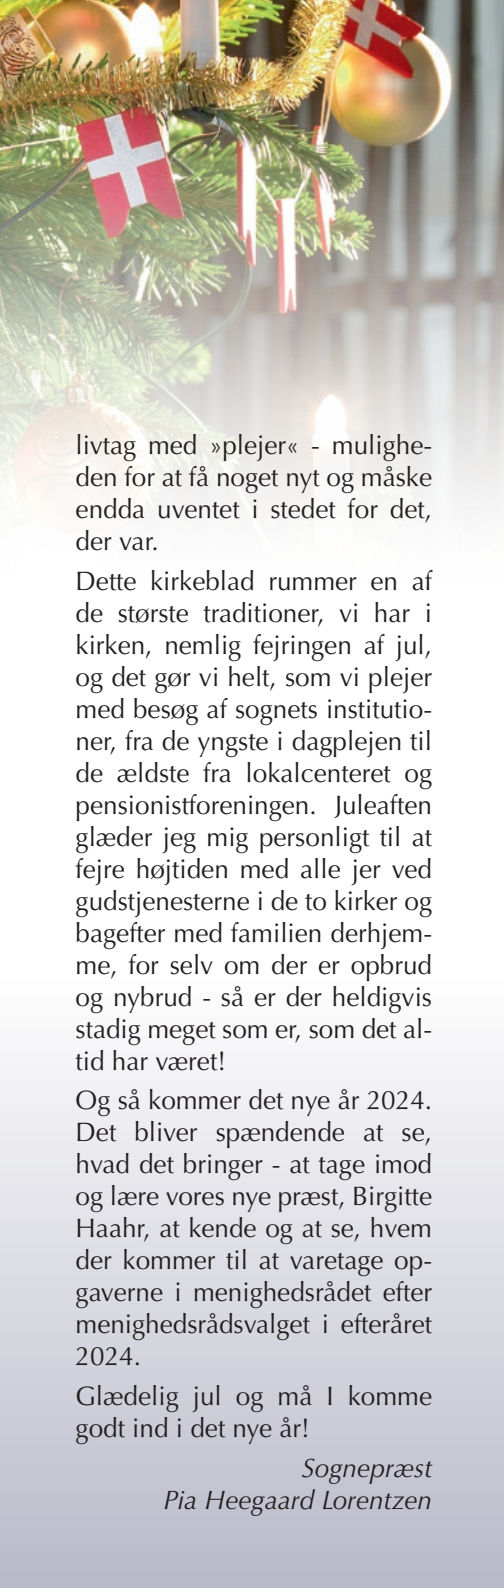 livtag med »plejer« - mulighe-
den for at få noget nyt og måske
endda uventet i stedet for det,
der var.
Dette kirkeblad rummer en af
de største traditioner, vi har i
kirken, nemlig fejringen af jul,
og det gør vi helt, som vi plejer
med besøg af sognets institutio-
ner, fra de yngste i dagplejen til
de ældste fra lokalcenteret og
pensionistforeningen. Juleaften
glæder jeg mig personligt til at
fejre højtiden med alle jer ved
gudstjenesterne i de to kirker og
bagefter med familien derhjem-
me, for selv om der er opbrud
og nybrud - så er der heldigvis
stadig meget som er, som det al-
tid har været!
Og så kommer det nye år 2024.
Det bliver spændende at se,
hvad det bringer - at tage imod
og lære vores nye præst, Birgitte
Haahr, at kende og at se, hvem
der kommer til at varetage op-
gaverne i menighedsrådet efter
menighedsrådsvalget i efteråret
2024.
Glædelig jul og må I komme
godt ind i det nye år!
Sognepræst
Pia Heegaard Lorentzen